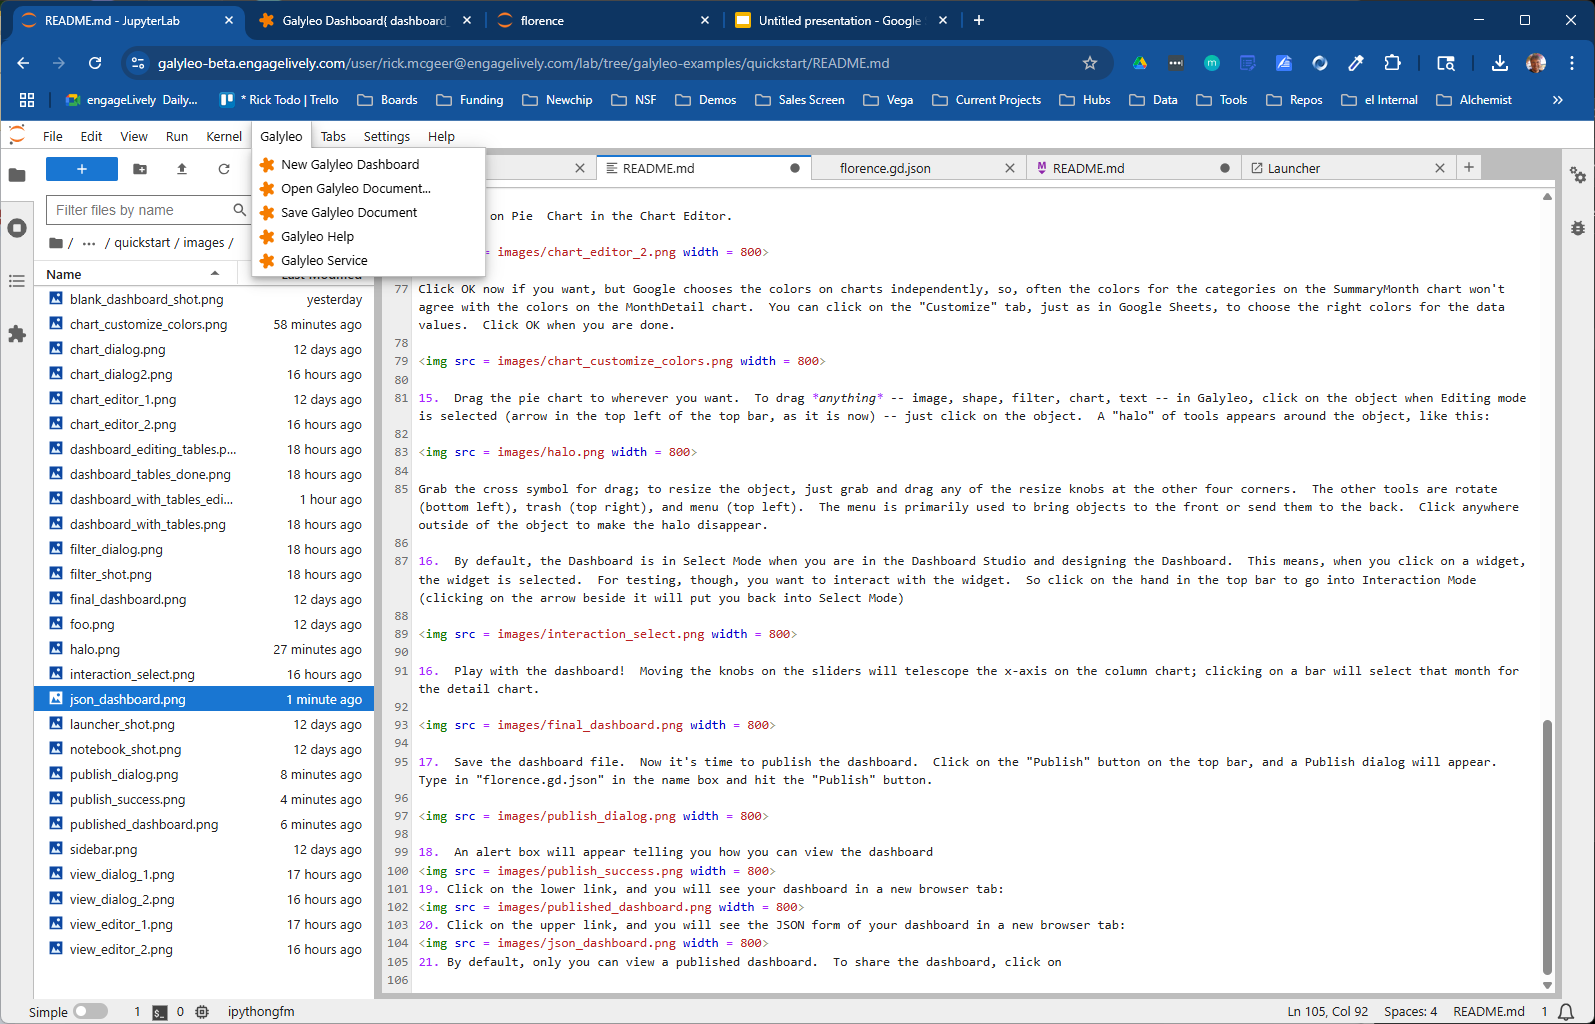 README.md - JupyterLab
Galyleo Dashboard{ dashboard_
florence
Untitled presentation - Google
galyleo-beta.engagelively.com/user/rick.mcgeer@engagelively.com/lab/tree/galyleo-examples/quickstart/README.md
engageLively Daily...
* Rick Todo | Trello
Boards
Funding
Newchip
NSF
Demos
Sales Screen
Vega
Current Projects
Hubs
Data
Tools
Repos
el Internal
Alchemist
»
File
Edit
View
Run
Kernel
Galyleo
Tabs
Settings
Help
New Galyleo Dashboard
Open Galyleo Document...
Save Galyleo Document
Galyleo Help
Galyleo Service
README.md
florence.gd.json
README.md
Launcher
Filter files by name
/ ··· / quickstart / images /
Name
Last Modified
blank_dashboard_shot.png yesterday
chart_customize_colors.png 58 minutes ago
chart_dialog.png 12 days ago
chart_dialog2.png 16 hours ago
chart_editor_1.png 12 days ago
chart_editor_2.png 16 hours ago
dashboard_editing_tables.p... 18 hours ago
dashboard_tables_done.png 18 hours ago
dashboard_with_tables_edi... 1 hour ago
dashboard_with_tables.png 18 hours ago
filter_dialog.png 18 hours ago
filter_shot.png 18 hours ago
final_dashboard.png 12 days ago
foo.png 12 days ago
halo.png 27 minutes ago
interaction_select.png 16 hours ago
json_dashboard.png 1 minute ago
launcher_shot.png 12 days ago
notebook_shot.png 12 days ago
publish_dialog.png 8 minutes ago
publish_success.png 4 minutes ago
published_dashboard.png 6 minutes ago
sidebar.png 12 days ago
view_dialog_1.png 17 hours ago
view_dialog_2.png 16 hours ago
view_editor_1.png 17 hours ago
view_editor_2.png 16 hours ago
on Pie  Chart in the Chart Editor.
= images/chart_editor_2.png width = 800>
77 Click OK now if you want, but Google chooses the colors on charts independently, so, often the colors for the categories on the SummaryMonth chart won't
agree with the colors on the MonthDetail chart.  You can click on the "Customize" tab, just as in Google Sheets, to choose the right colors for the data
values.  Click OK when you are done.
78
79 <img src = images/chart_customize_colors.png width = 800>
80
81 15.  Drag the pie chart to wherever you want.  To drag *anything* -- image, shape, filter, chart, text -- in Galyleo, click on the object when Editing mode
is selected (arrow in the top left of the top bar, as it is now) -- just click on the object.  A "halo" of tools appears around the object, like this:
82
83 <img src = images/halo.png width = 800>
84
85 Grab the cross symbol for drag; to resize the object, just grab and drag any of the resize knobs at the other four corners.  The other tools are rotate
(bottom left), trash (top right), and menu (top left).  The menu is primarily used to bring objects to the front or send them to the back.  Click anywhere
outside of the object to make the halo disappear.
86
87 16.  By default, the Dashboard is in Select Mode when you are in the Dashboard Studio and designing the Dashboard.  This means, when you click on a widget,
the widget is selected.  For testing, though, you want to interact with the widget.  So click on the hand in the top bar to go into Interaction Mode
(clicking on the arrow beside it will put you back into Select Mode)
88
89 <img src = images/interaction_select.png width = 800>
90
91 16.  Play with the dashboard!  Moving the knobs on the sliders will telescope the x-axis on the column chart; clicking on a bar will select that month for
the detail chart.
92
93 <img src = images/final_dashboard.png width = 800>
94
95 17.  Save the dashboard file.  Now it's time to publish the dashboard.  Click on the "Publish" button on the top bar, and a Publish dialog will appear.
Type in "florence.gd.json" in the name box and hit the "Publish" button.
96
97 <img src = images/publish_dialog.png width = 800>
98
99 18.  An alert box will appear telling you how you can view the dashboard
100 <img src = images/publish_success.png width = 800>
101 19. Click on the lower link, and you will see your dashboard in a new browser tab:
102 <img src = images/published_dashboard.png width = 800>
103 20. Click on the upper link, and you will see the JSON form of your dashboard in a new browser tab:
104 <img src = images/json_dashboard.png width = 800>
105 21. By default, only you can view a published dashboard.  To share the dashboard, click on
106
Simple
1
0
ipythongfm
Ln 105, Col 92
Spaces: 4
README.md
1